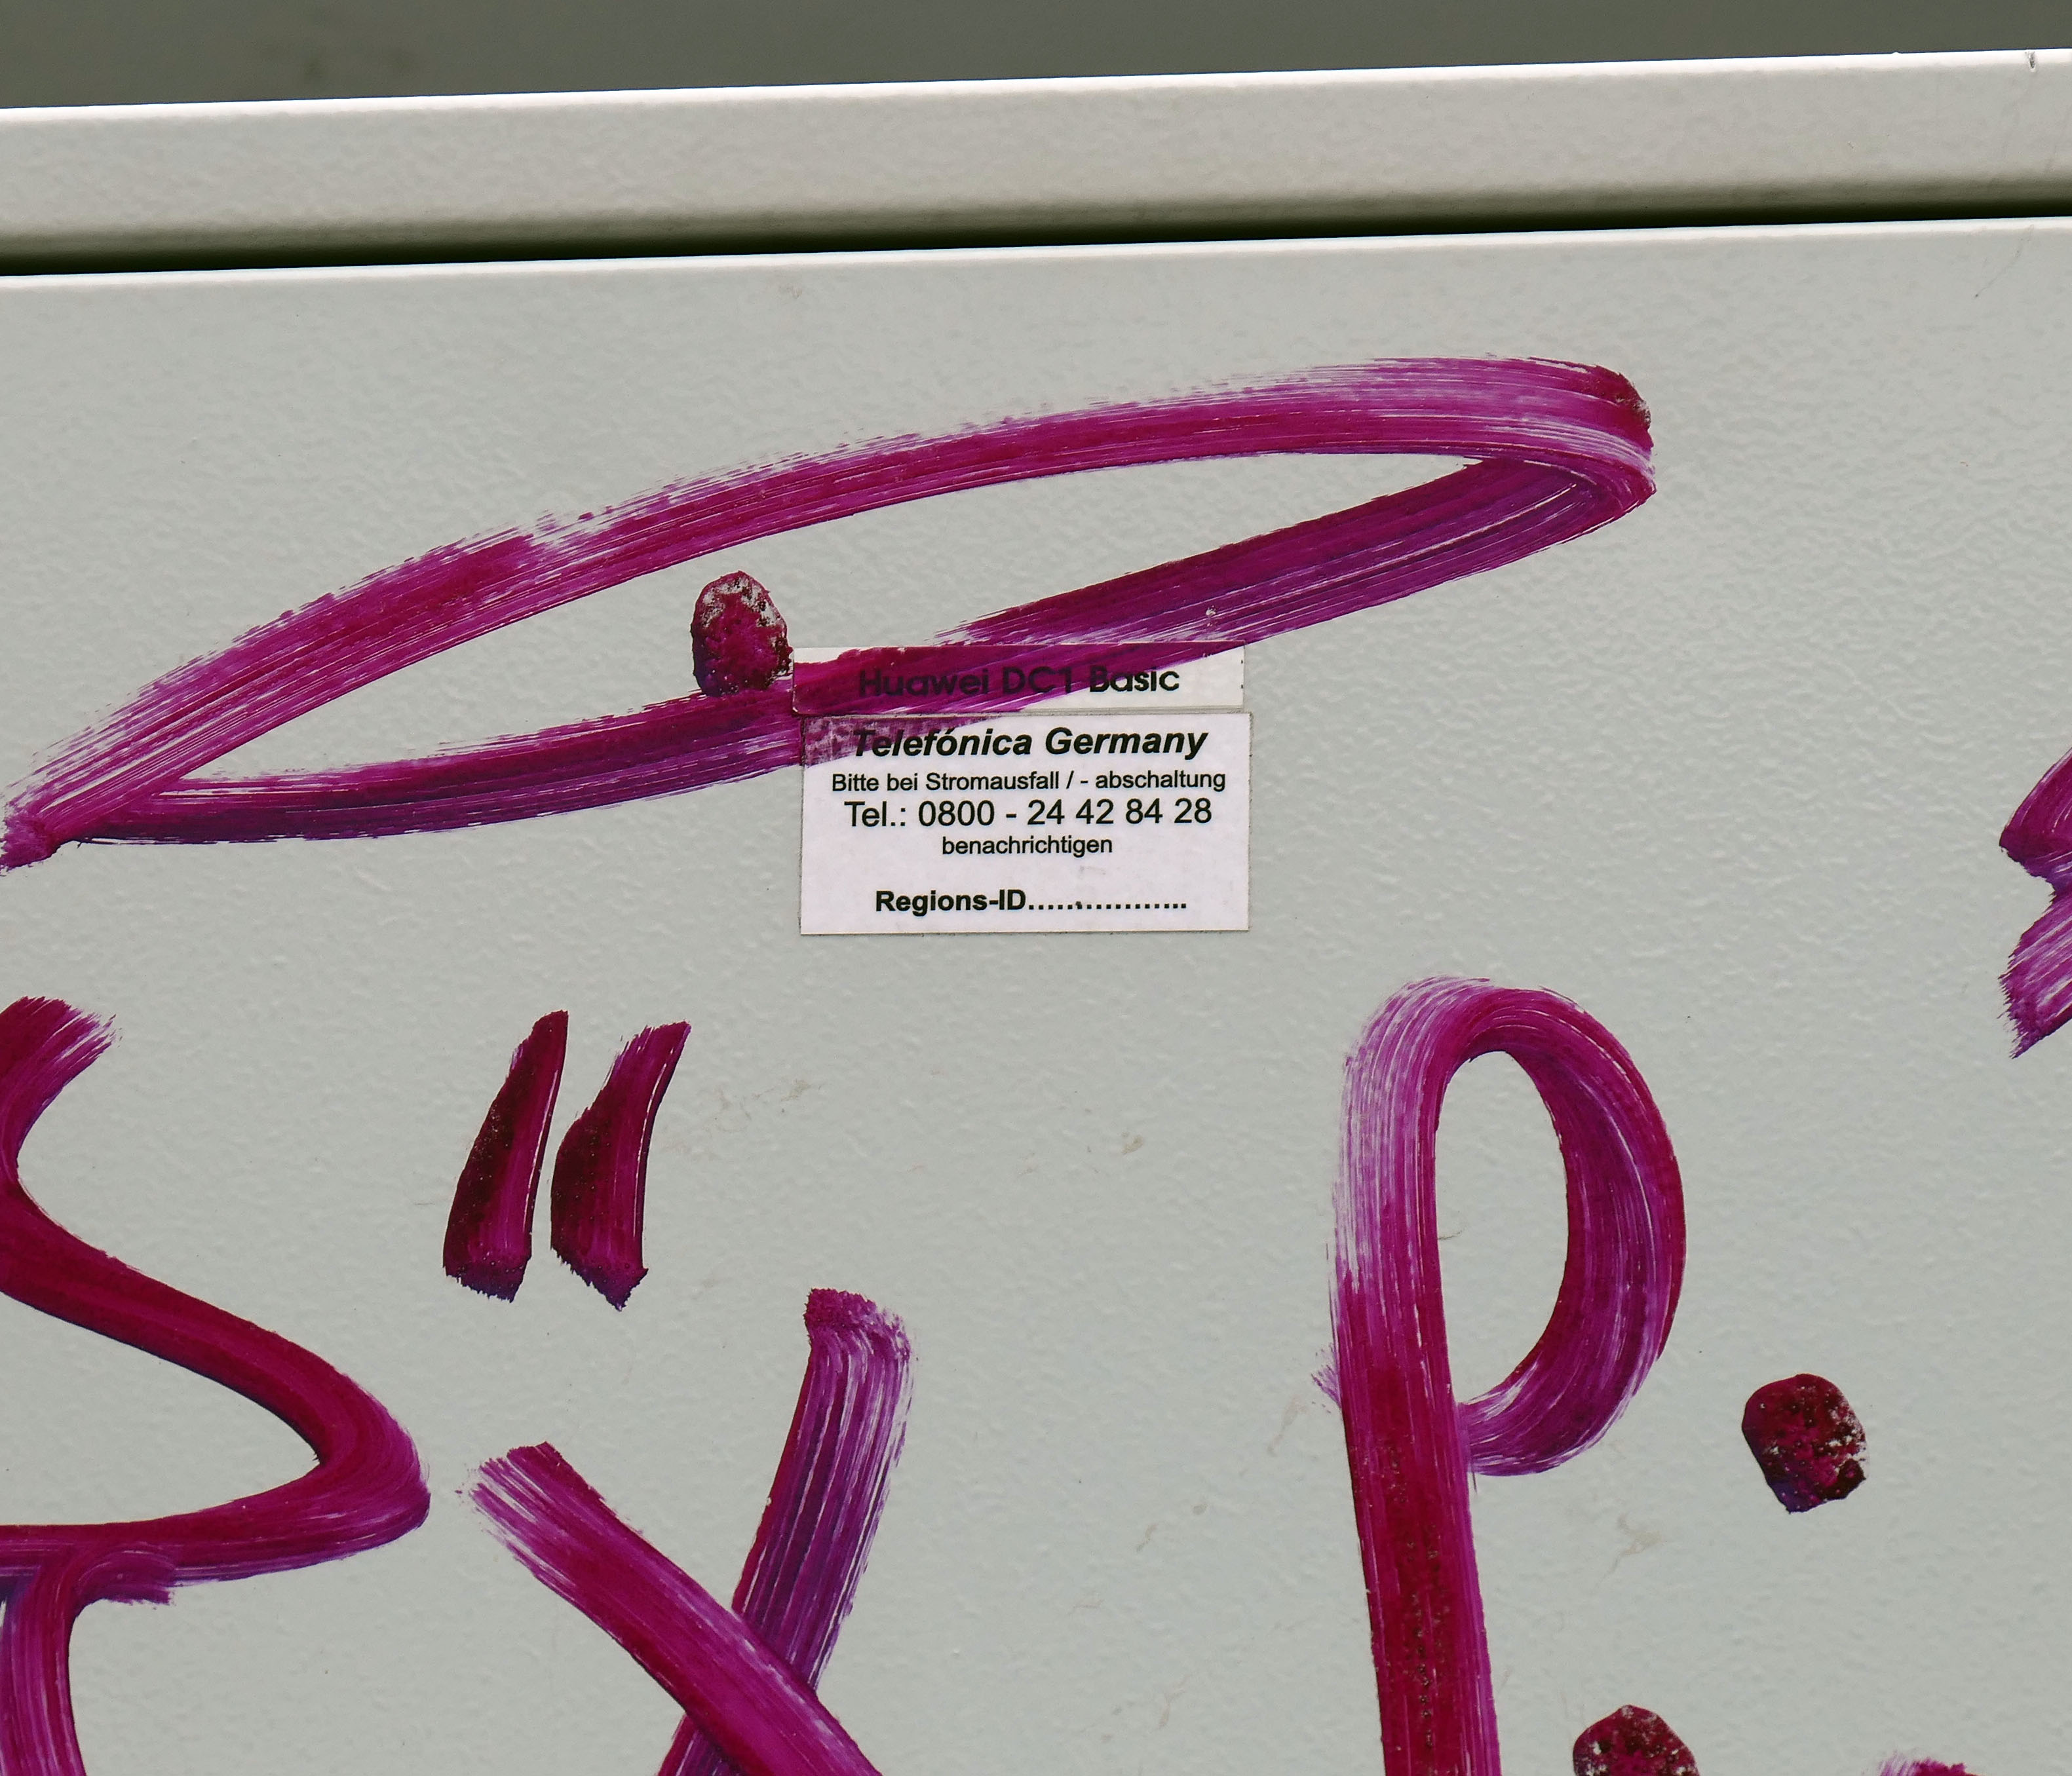 Huawei DC1 Basic
Telefónica Germany
Bitte bei Stromausfall / - abschaltung
Tel.: 0800 - 24 42 84 28
benachrichtigen
Regions-ID..................